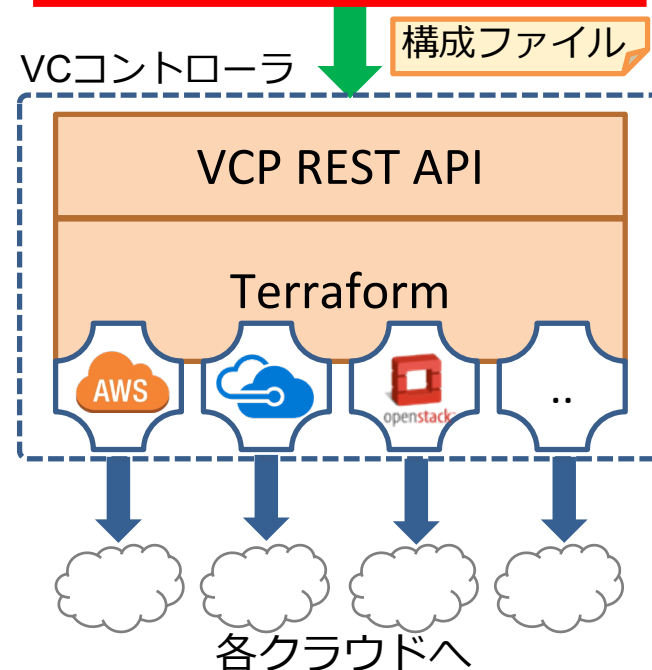 構成ファイル
VCコントローラ
VCP REST API
Terraform
AWS
openstack
..
各クラウドへ